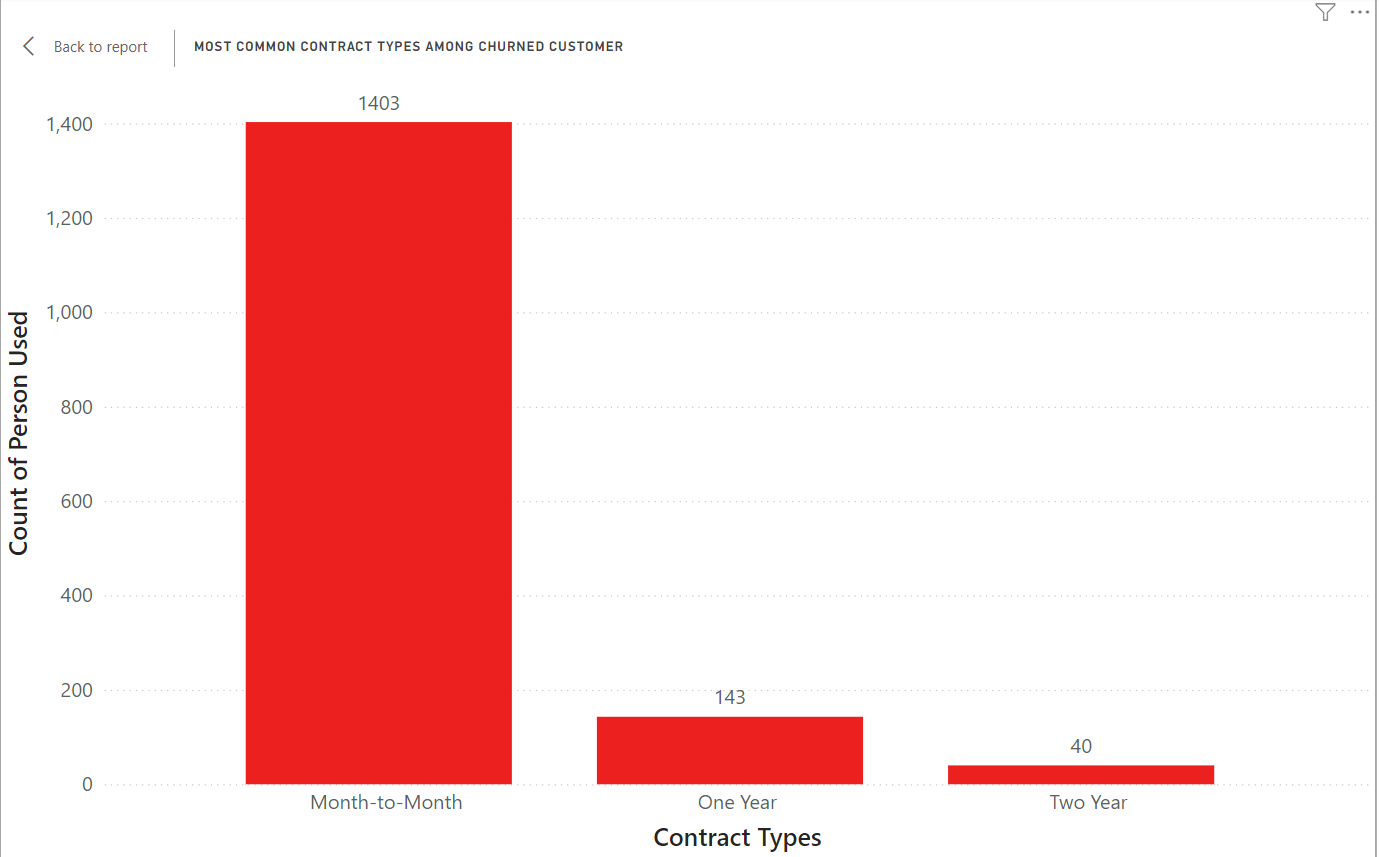 Back to report
MOST COMMON CONTRACT TYPES AMONG CHURNED CUSTOMER
Count of Person Used
1,400
1,200
1,000
800
600
400
200
0
1403
143
40
Month-to-Month
One Year
Two Year
Contract Types